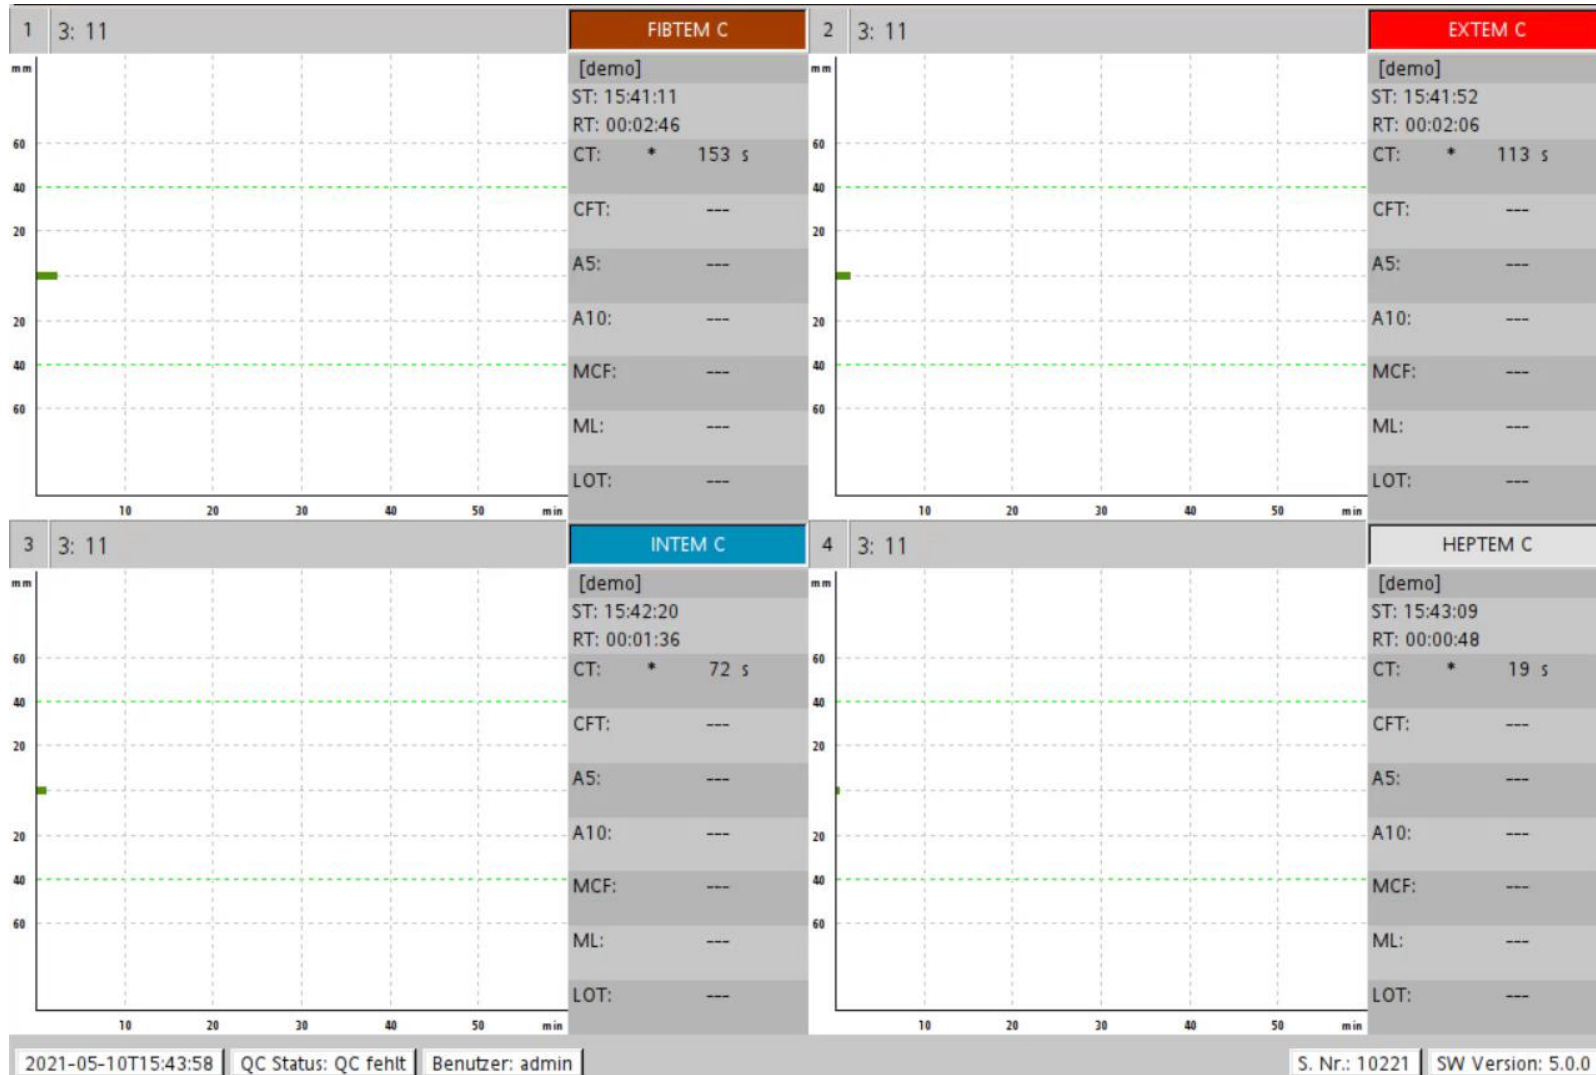 1 3: 11 FIBTEM C
mm
60
40
20
20
40
60
10 20 30 40 50 min
[demo]
ST: 15:41:11
RT: 00:02:46
CT: * 153 s
CFT: ---
A5: ---
A10: ---
MCF: ---
ML: ---
LOT: ---
2 3: 11 EXTEM C
mm
60
40
20
20
40
60
10 20 30 40 50 min
[demo]
ST: 15:41:52
RT: 00:02:06
CT: * 113 s
CFT: ---
A5: ---
A10: ---
MCF: ---
ML: ---
LOT: ---
3 3: 11 INTEM C
mm
60
40
20
20
40
60
10 20 30 40 50 min
[demo]
ST: 15:42:20
RT: 00:01:36
CT: * 72 s
CFT: ---
A5: ---
A10: ---
MCF: ---
ML: ---
LOT: ---
4 3: 11 HEPTEM C
mm
60
40
20
20
40
60
10 20 30 40 50 min
[demo]
ST: 15:43:09
RT: 00:00:48
CT: * 19 s
CFT: ---
A5: ---
A10: ---
MCF: ---
ML: ---
LOT: ---
2021-05-10T15:43:58 QC Status: QC fehlt Benutzer: admin S. Nr.: 10221 SW Version: 5.0.0